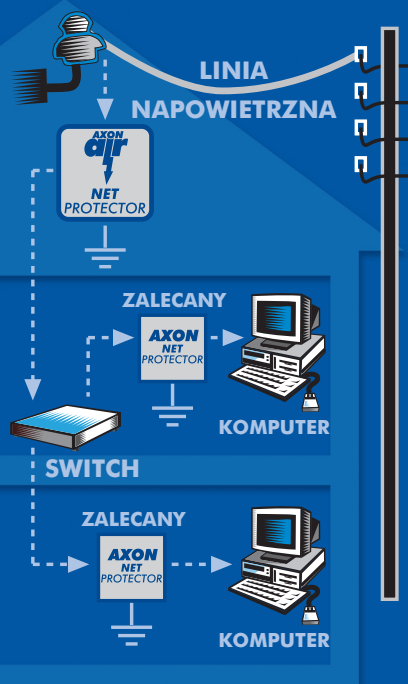 LINIA
NAPOWIETRZNA
AXON
air
NET
PROTECTOR
ZALECANY
AXON
NET
PROTECTOR
KOMPUTER
SWITCH
ZALECANY
AXON
NET
PROTECTOR
KOMPUTER